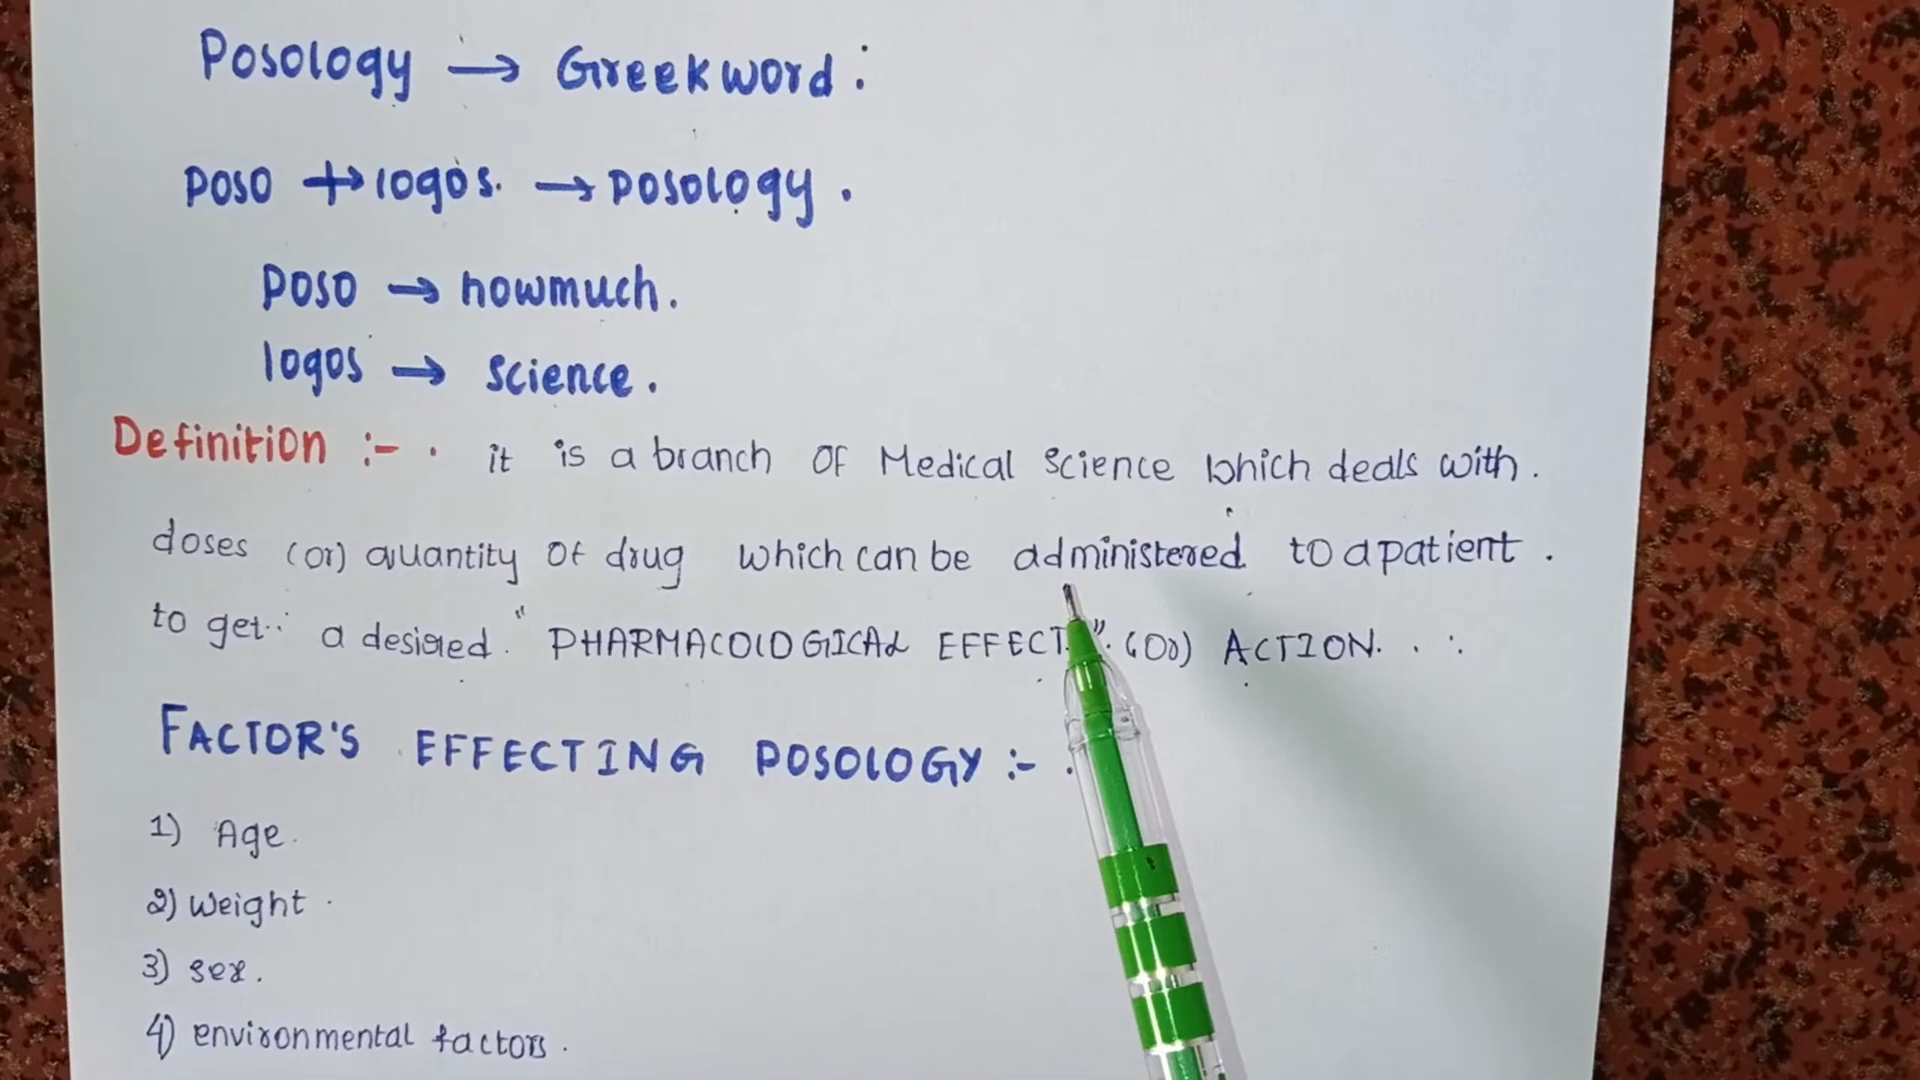 Posology → Greek word :
poso + → logos. → posology .
poso → howmuch.
logos → science.
Definition :- . it is a branch OF Medical science which deals with .
doses (or) quantity of drug which can be administered to a patient .
to get a desired "PHARMACOLOGICAL EFFECT" (Or) ACTION. . .
FACTOR'S EFFECTING POSOLOGY :-
1) Age.
2) Weight .
3) sex.
4) environmental factors .